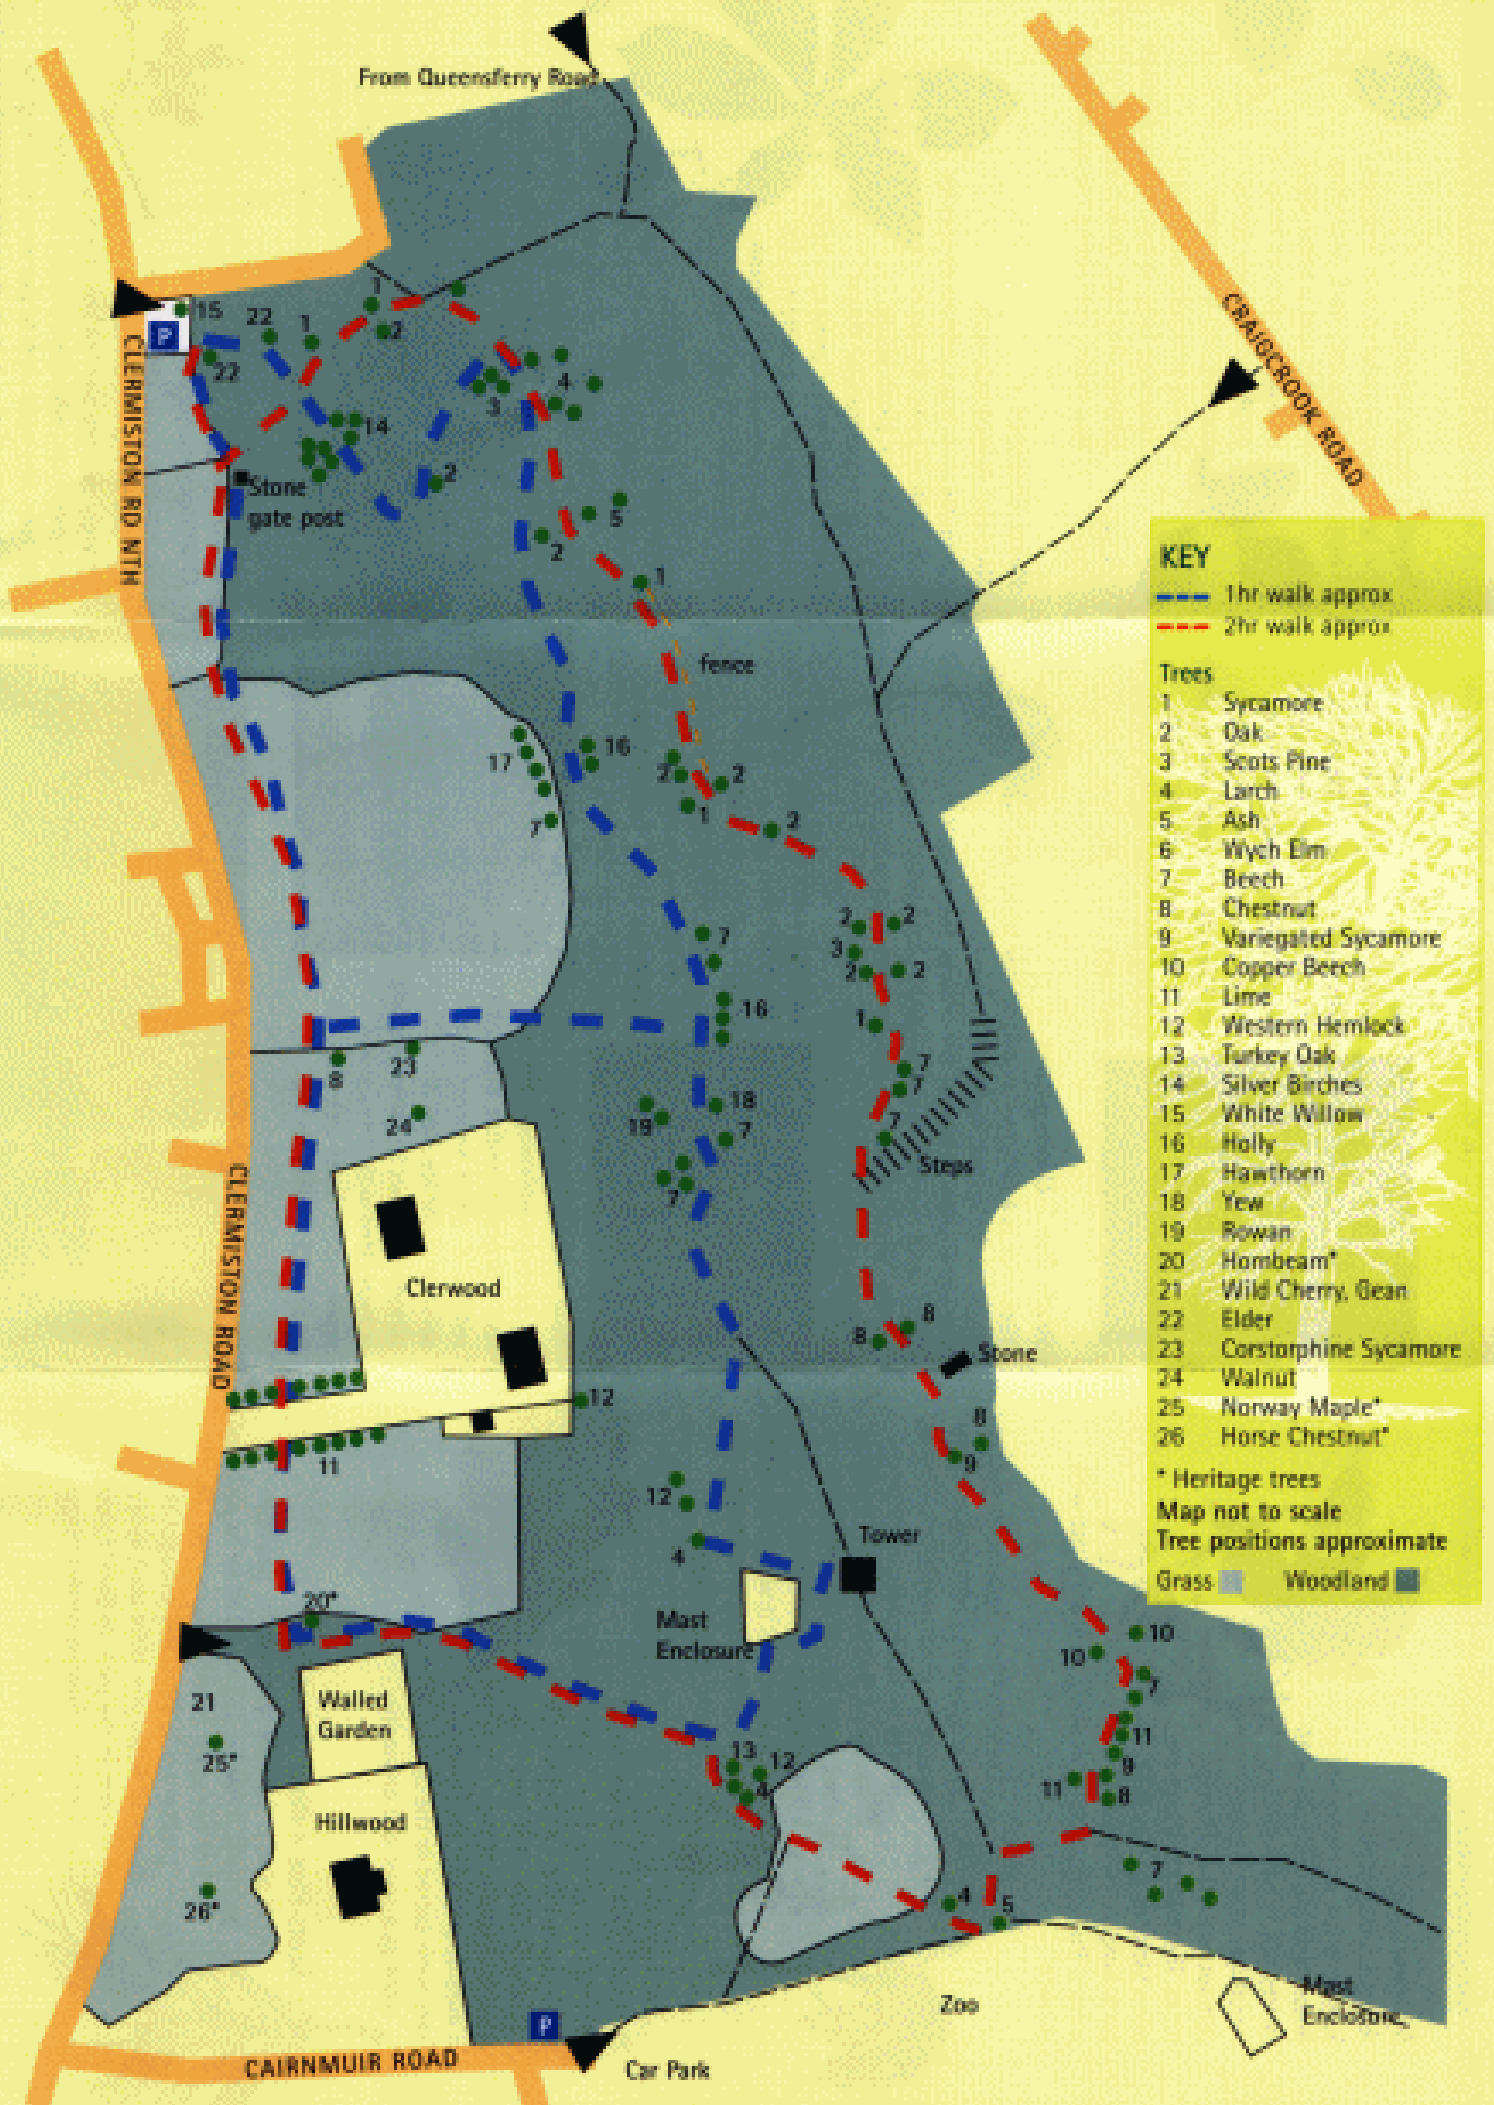 From Queensferry Road
1
15
22
1
2
P
22
CLERMISTON RD NTH
CRAIGCROOK ROAD
4
3
14
2
Stone
gate post
5
2
1
fence
16
17
2
2
1
7
2
2
2
7
3
2
2
16
1
8
23
7
7
24
18
19
7
7
Steps
7
CLERMISTON ROAD
Clerwood
8
8
Stone
12
8
11
9
12
Tower
4
20*
Mast
Enclosure
10
10
21
Walled
Garden
7
25*
11
13
12
9
4
11
8
Hillwood
7
4
5
26*
Zoo
Mast
Enclosure
P
CAIRNMUIR ROAD
Car Park
KEY
1hr walk approx
2hr walk approx
Trees
1 Sycamore
2 Oak
3 Scots Pine
4 Larch
5 Ash
6 Wych Elm
7 Beech
8 Chestnut
9 Variegated Sycamore
10 Copper Beech
11 Lime
12 Western Hemlock
13 Turkey Oak
14 Silver Birches
15 White Willow
16 Holly
17 Hawthorn
18 Yew
19 Rowan
20 Hornbeam*
21 Wild Cherry, Gean
22 Elder
23 Corstorphine Sycamore
24 Walnut
25 Norway Maple*
26 Horse Chestnut*
* Heritage trees
Map not to scale
Tree positions approximate
Grass Woodland